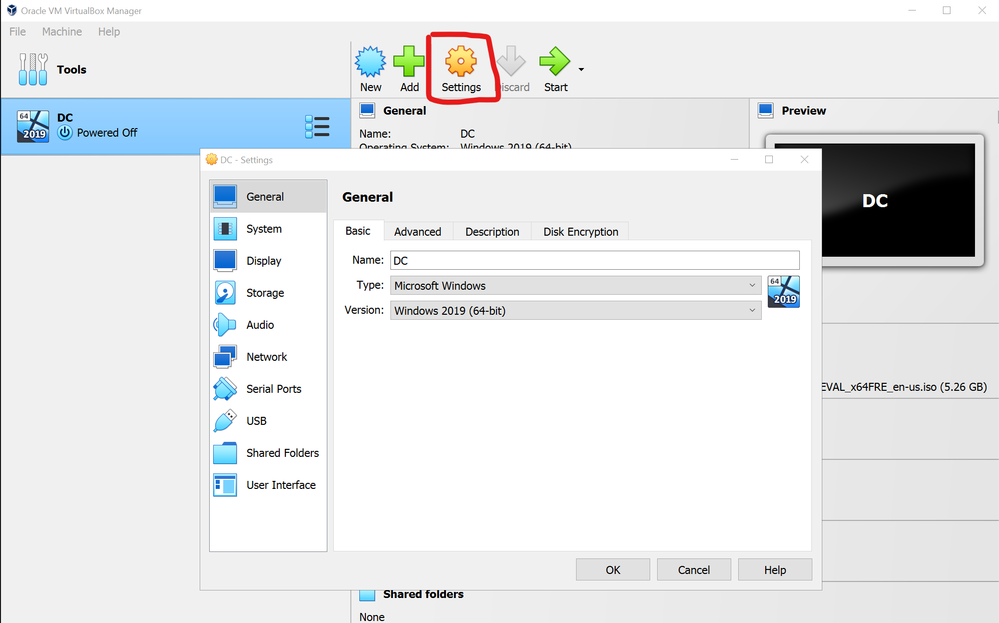 Oracle VM VirtualBox Manager
File Machine Help
Tools
New Add Settings iscard Start
64 2019 DC
Powered Off
General
Name: DC
Operating System: Windows 2019 (64-bit)
Preview
DC
DC - Settings
General
System
Display
Storage
Audio
Network
Serial Ports
USB
Shared Folders
User Interface
General
Basic Advanced Description Disk Encryption
Name: DC
Type: Microsoft Windows
Version: Windows 2019 (64-bit)
64 2019
EVAL_x64FRE_en-us.iso (5.26 GB)
OK Cancel Help
Shared folders
None